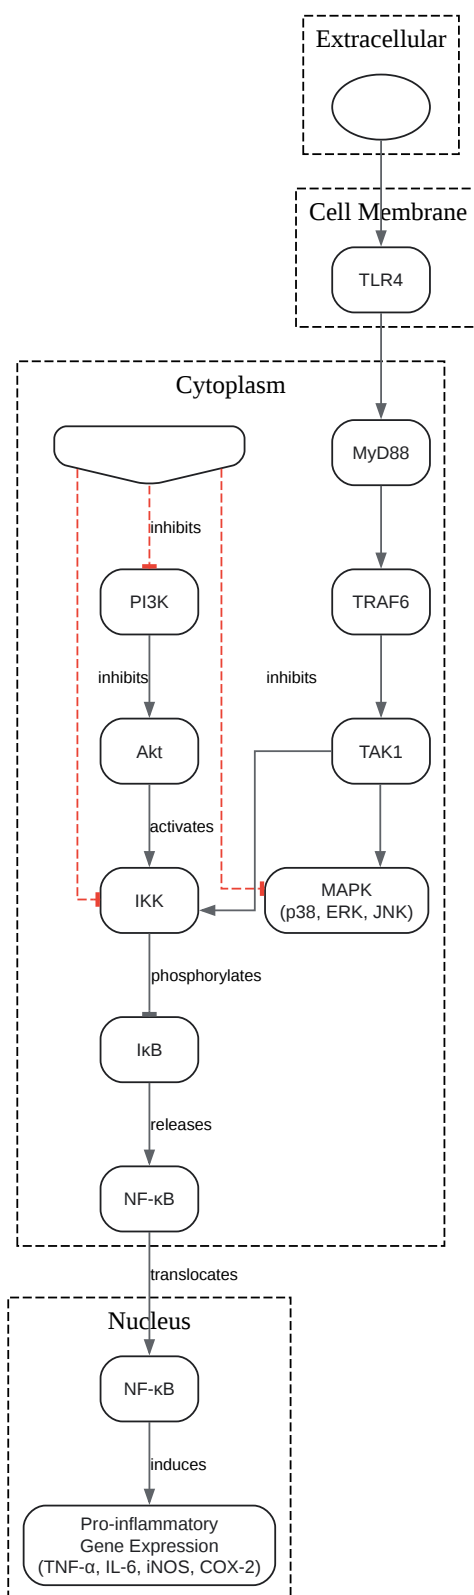 Extracellular
Cell Membrane
TLR4
Cytoplasm
MyD88
inhibits
PI3K
TRAF6
inhibits
inhibits
Akt
TAK1
activates
IKK
MAPK
(p38, ERK, JNK)
phosphorylates
IκB
releases
NF-κB
translocates
Nucleus
NF-κB
induces
Pro-inflammatory
Gene Expression
(TNF-α, IL-6, iNOS, COX-2)